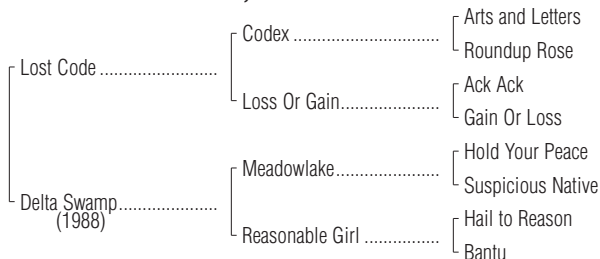 Arts and Letters
Codex ..................................
Roundup Rose
Lost Code ...........................
Ack Ack
Loss Or Gain.......................
Gain Or Loss
Hold Your Peace
Meadowlake........................
Suspicious Native
Delta Swamp.......................
(1988)
Hail to Reason
Reasonable Girl .................
Bantu